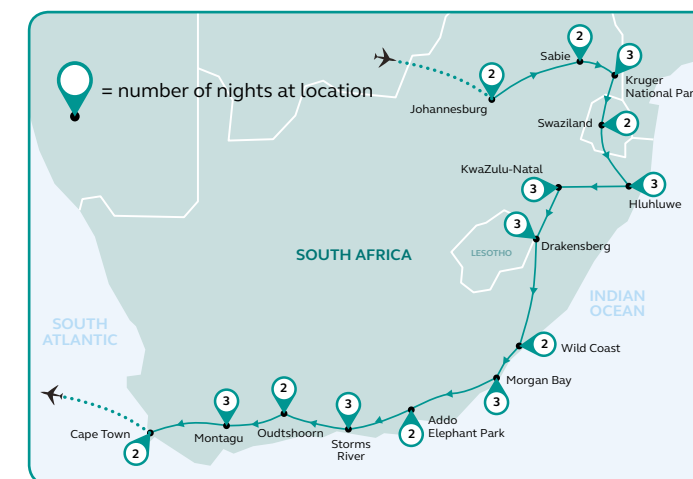 2
Sabie
3
Kruger
National Par
2
Johannesburg
= number of nights at location
Swaziland
2
KwaZulu-Natal
3
3
Hluhluwe
3
Drakensberg
SOUTH AFRICA
LESOTHO
INDIAN
OCEAN
SOUTH
ATLANTIC
2
Wild Coast
Morgan Bay
3
3
2
3
Addo
Elephant Park
2
Cape Town
2
Montagu
Oudtshoorn
Storms
River